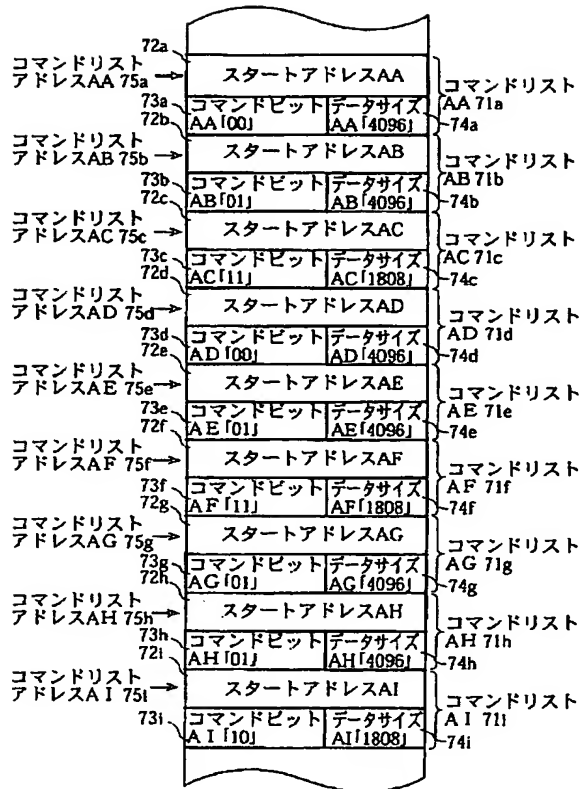 72a
コマンドリスト
アドレスAA 75a
スタートアドレスAA
コマンドリスト
AA 71a
73a
コマンドビット
AA「00」
データサイズ
AA「4096」
74a
72b
コマンドリスト
アドレスAB 75b
スタートアドレスAB
コマンドリスト
AB 71b
73b
コマンドビット
AB「01」
データサイズ
AB「4096」
74b
72c
コマンドリスト
アドレスAC 75c
スタートアドレスAC
コマンドリスト
AC 71c
73c
コマンドビット
AC「11」
データサイズ
AC「1808」
74c
72d
コマンドリスト
アドレスAD 75d
スタートアドレスAD
コマンドリスト
AD 71d
73d
コマンドビット
AD「00」
データサイズ
AD「4096」
74d
72e
コマンドリスト
アドレスAE 75e
スタートアドレスAE
コマンドリスト
AE 71e
73e
コマンドビット
AE「01」
データサイズ
AE「4096」
74e
72f
コマンドリスト
アドレスAF 75f
スタートアドレスAF
コマンドリスト
AF 71f
73f
コマンドビット
AF「11」
データサイズ
AF「1808」
74f
72g
コマンドリスト
アドレスAG 75g
スタートアドレスAG
コマンドリスト
AG 71g
73g
コマンドビット
AG「01」
データサイズ
AG「4096」
74g
72h
コマンドリスト
アドレスAH 75h
スタートアドレスAH
コマンドリスト
AH 71h
73h
コマンドビット
AH「01」
データサイズ
AH「4096」
74h
72i
コマンドリスト
アドレスAI 75i
スタートアドレスAI
コマンドリスト
AI 71i
73i
コマンドビット
AI「10」
データサイズ
AI「1808」
74i